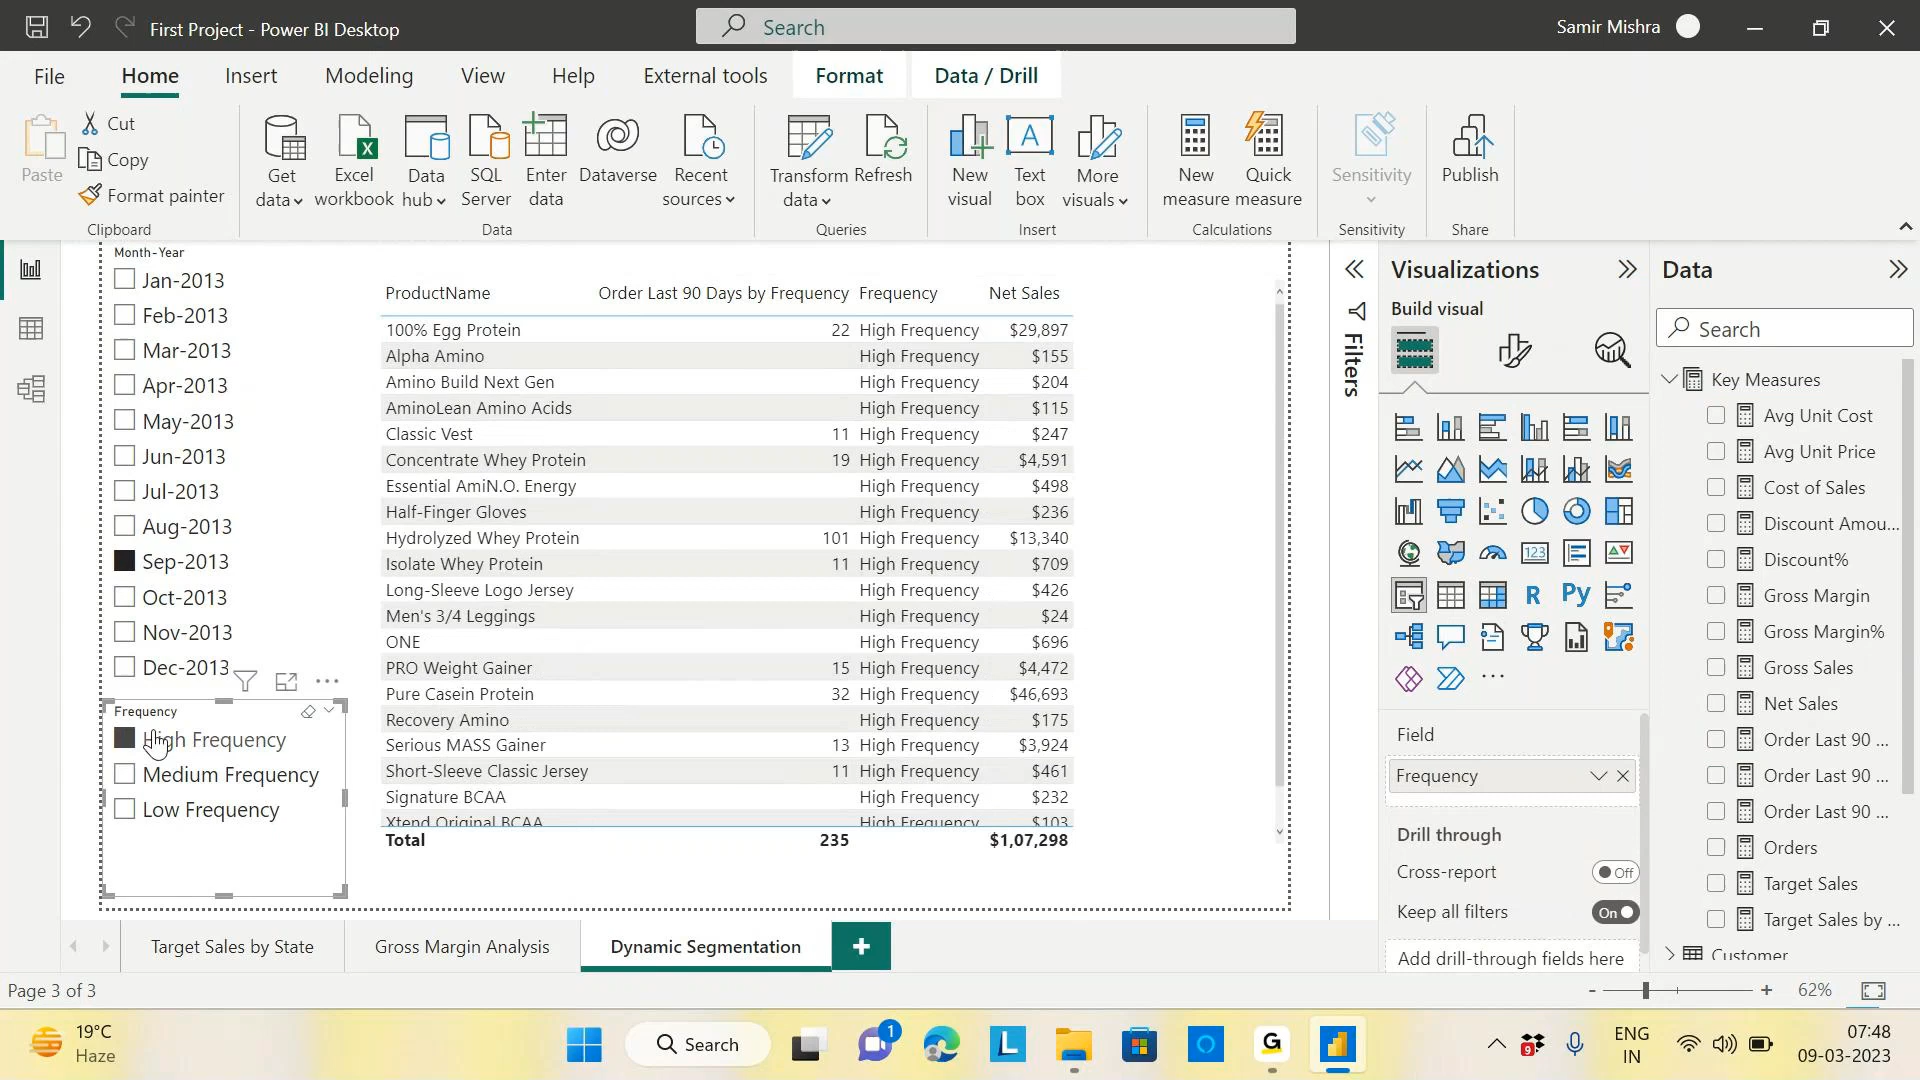 First Project - Power BI Desktop
Search
Samir Mishra
File
Home
Insert
Modeling
View
Help
External tools
Format
Data / Drill
Paste
Cut
Copy
Format painter
Clipboard
Get data
Excel workbook
Data hub
SQL Server
Enter data
Dataverse
Recent sources
Data
Transform data
Refresh
Queries
New visual
Text box
More visuals
Insert
New measure
Quick measure
Calculations
Sensitivity
Sensitivity
Publish
Share
Month-Year
Jan-2013
Feb-2013
Mar-2013
Apr-2013
May-2013
Jun-2013
Jul-2013
Aug-2013
Sep-2013
Oct-2013
Nov-2013
Dec-2013
Frequency
High Frequency
Medium Frequency
Low Frequency
ProductName Order Last 90 Days by Frequency Frequency Net Sales
100% Egg Protein 22 High Frequency $29,897
Alpha Amino High Frequency $155
Amino Build Next Gen High Frequency $204
AminoLean Amino Acids High Frequency $115
Classic Vest 11 High Frequency $247
Concentrate Whey Protein 19 High Frequency $4,591
Essential AmiN.O. Energy High Frequency $498
Half-Finger Gloves High Frequency $236
Hydrolyzed Whey Protein 101 High Frequency $13,340
Isolate Whey Protein 11 High Frequency $709
Long-Sleeve Logo Jersey High Frequency $426
Men's 3/4 Leggings High Frequency $24
ONE High Frequency $696
PRO Weight Gainer 15 High Frequency $4,472
Pure Casein Protein 32 High Frequency $46,693
Recovery Amino High Frequency $175
Serious MASS Gainer 13 High Frequency $3,924
Short-Sleeve Classic Jersey 11 High Frequency $461
Signature BCAA High Frequency $232
Xtend Original BCAA High Frequency $103
Total 235 $1,07,298
Filters
Visualizations
Build visual
123
R
Py
Field
Frequency
Drill through
Cross-report
Off
Keep all filters
On
Add drill-through fields here
Data
Search
Key Measures
Avg Unit Cost
Avg Unit Price
Cost of Sales
Discount Amou...
Discount%
Gross Margin
Gross Margin%
Gross Sales
Net Sales
Order Last 90 ...
Order Last 90 ...
Order Last 90 ...
Orders
Target Sales
Target Sales by ...
Customer
Target Sales by State
Gross Margin Analysis
Dynamic Segmentation
Page 3 of 3
62%
19°C
Haze
Search
1
9
ENG
IN
07:48
09-03-2023